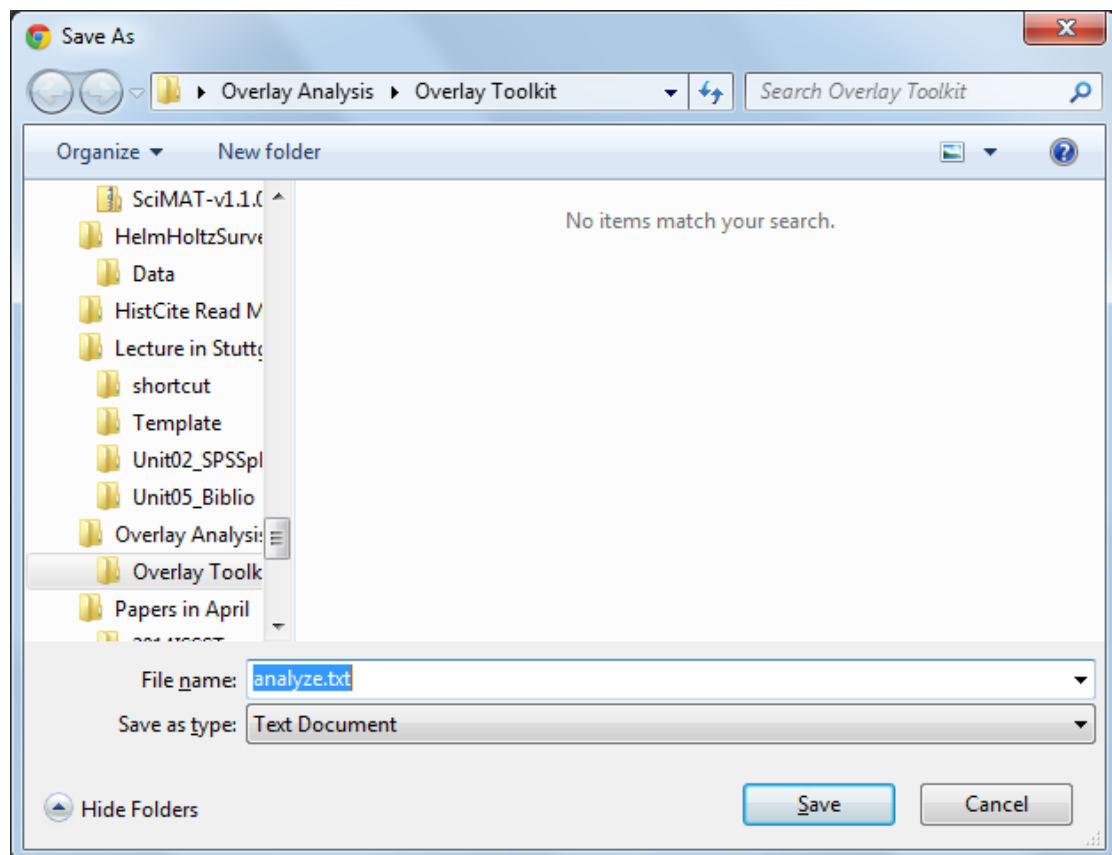 Save As
Overlay Analysis Overlay Toolkit
Search Overlay Toolkit
Organize New folder
SciMAT-v1.1.(
No items match your search.
HelmHoltzSurve
Data
HistCite Read M
Lecture in Stuttg
shortcut
Template
Unit02_SPSSpl
Unit05_Biblio
Overlay Analysi
Overlay Toolk
Papers in April
File name: analyze.txt
Save as type: Text Document
Hide Folders
Save Cancel